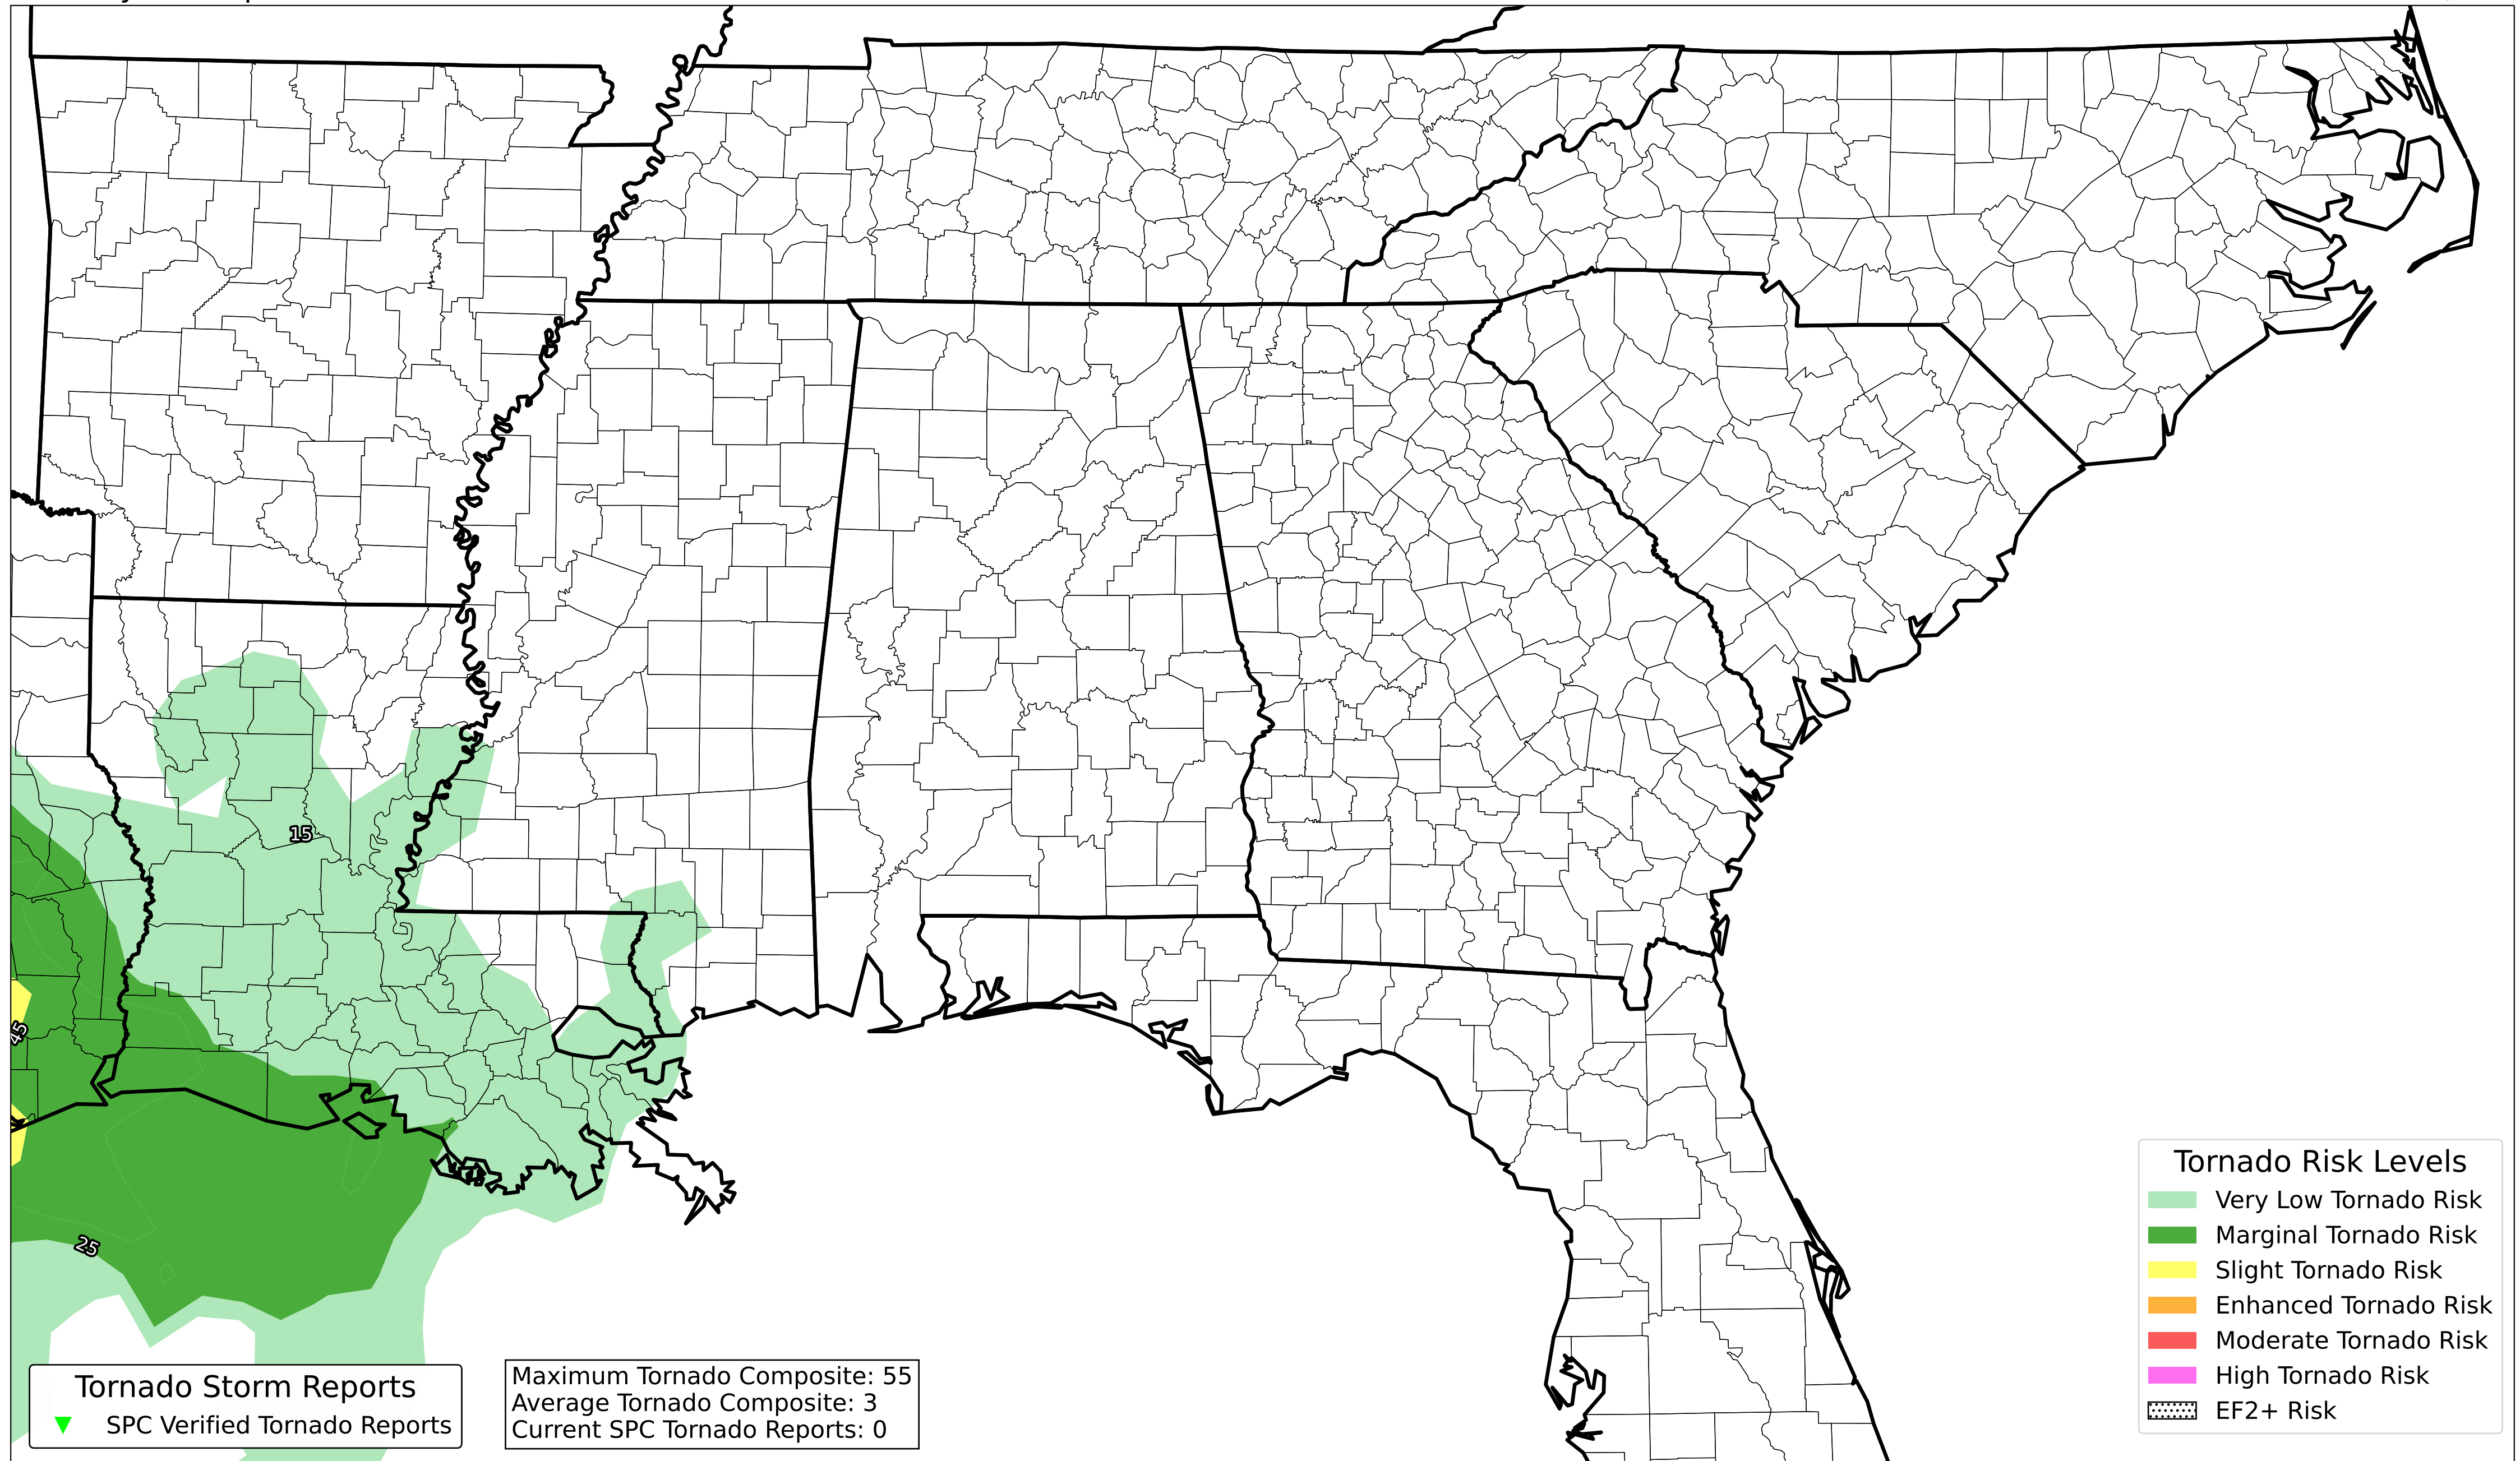 15
45
25
Tornado Storm Reports
SPC Verified Tornado Reports
Maximum Tornado Composite: 55
Average Tornado Composite: 3
Current SPC Tornado Reports: 0
Tornado Risk Levels
Very Low Tornado Risk
Marginal Tornado Risk
Slight Tornado Risk
Enhanced Tornado Risk
Moderate Tornado Risk
High Tornado Risk
EF2+ Risk